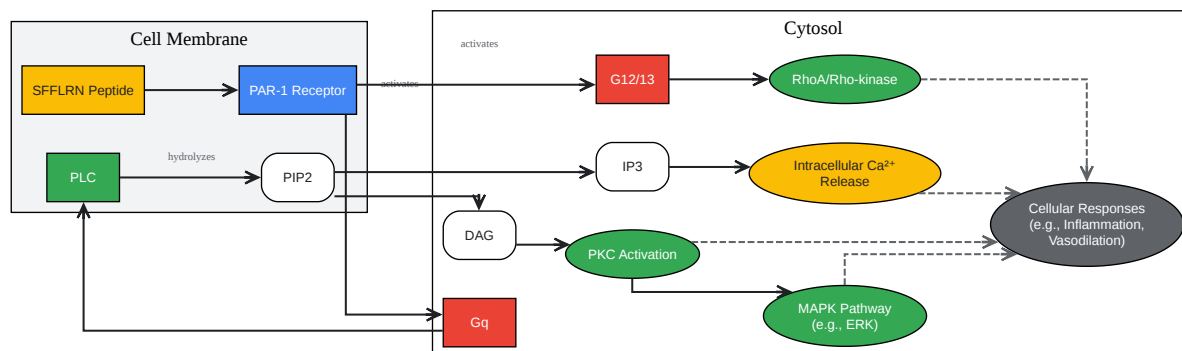 Cell Membrane
Cytosol
activates
SFFLRN Peptide
PAR-1 Receptor
activates
G12/13
RhoA/Rho-kinase
hydrolyzes
PLC
PIP2
IP3
Intracellular Ca²⁺
Release
DAG
PKC Activation
Cellular Responses
(e.g., Inflammation,
Vasodilation)
Gq
MAPK Pathway
(e.g., ERK)